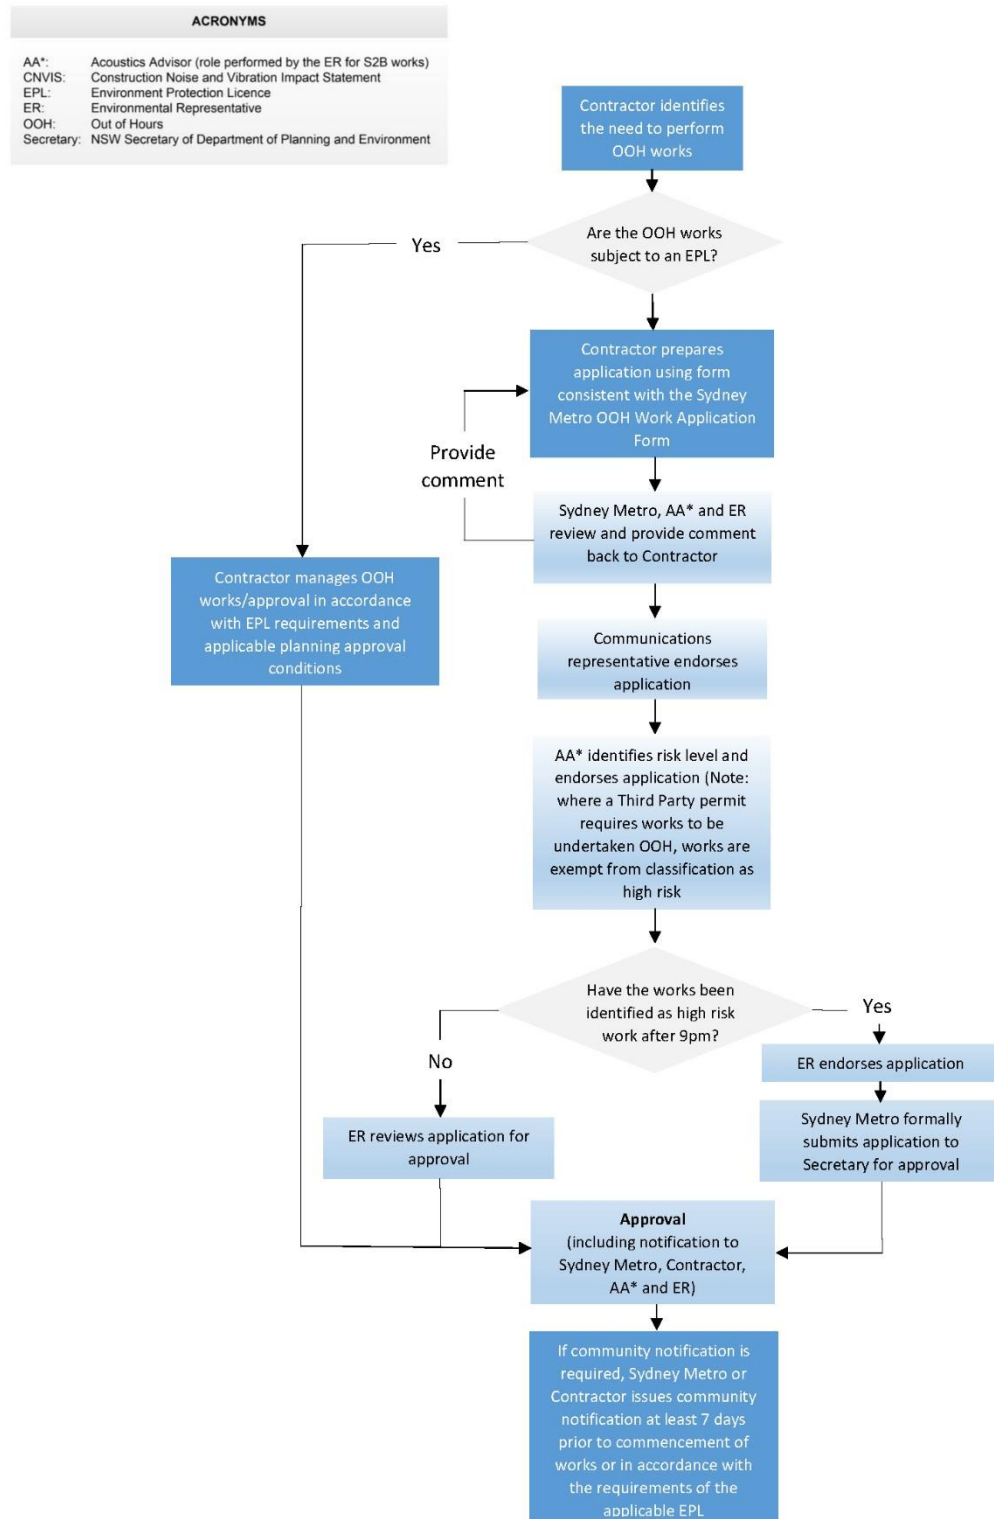 ACRONYMS
AA*: Acoustics Advisor (role performed by the ER for S2B works)
CNVIS: Construction Noise and Vibration Impact Statement
EPL: Environment Protection Licence
ER: Environmental Representative
OOH: Out of Hours
Secretary: NSW Secretary of Department of Planning and Environment
Contractor identifies
the need to perform
OOH works
Are the OOH works
subject to an EPL?
Yes
Contractor prepares
application using form
consistent with the Sydney
Metro OOH Work Application
Form
Provide
comment
Sydney Metro, AA* and ER
review and provide comment
back to Contractor
Contractor manages OOH
works/approval in accordance
with EPL requirements and
applicable planning approval
conditions
Communications
representative endorses
application
AA* identifies risk level and
endorses application (Note:
where a Third Party permit
requires works to be
undertaken OOH, works are
exempt from classification as
high risk
Have the works been
identified as high risk
work after 9pm?
Yes
No
ER endorses application
ER reviews application for
approval
Sydney Metro formally
submits application to
Secretary for approval
Approval
(including notification to
Sydney Metro, Contractor,
AA* and ER)
If community notification is
required, Sydney Metro or
Contractor issues community
notification at least 7 days
prior to commencement of
works or in accordance with
the requirements of the
applicable EPL